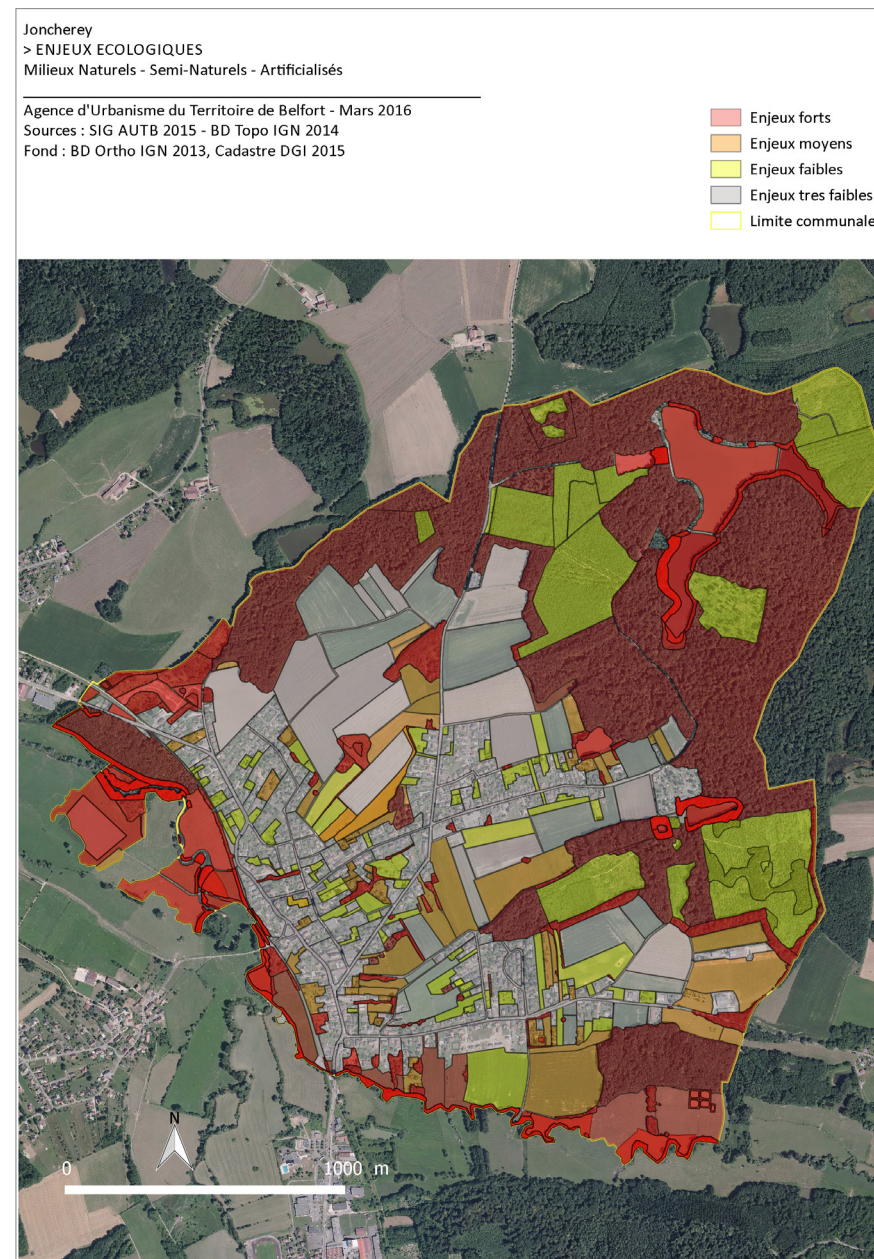 Joncherey
> ENJEUX ECOLOGIQUES
Milieux Naturels - Semi-Naturels - Artificialisés
Agence d'Urbanisme du Territoire de Belfort - Mars 2016
Sources : SIG AUTB 2015 - BD Topo IGN 2014
Fond : BD Ortho IGN 2013, Cadastre DGI 2015
Enjeux forts
Enjeux moyens
Enjeux faibles
Enjeux tres faibles
Limite communale
N
0 1000 m